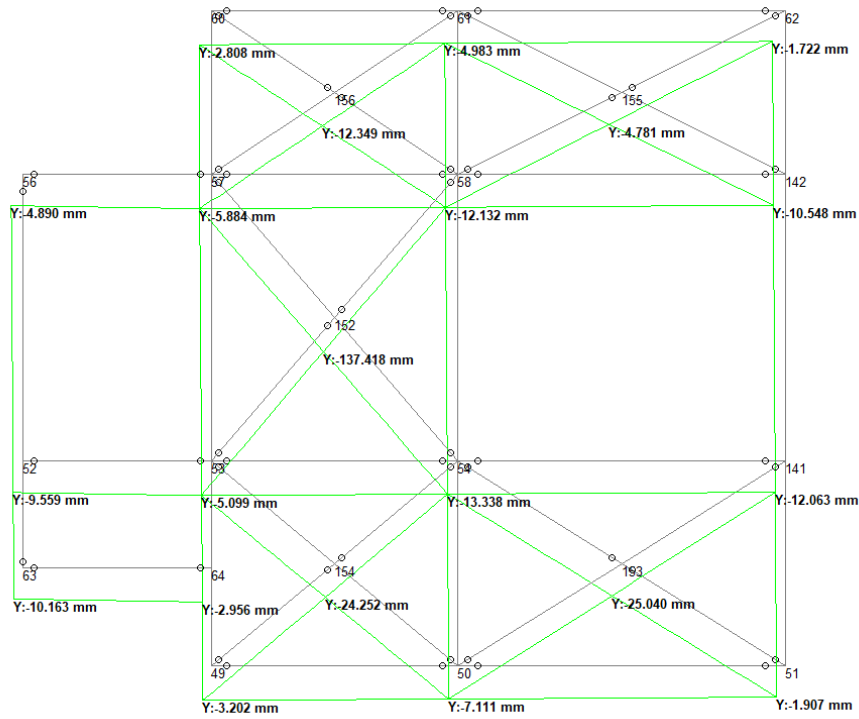 60 61 62
Y:-2.808 mm Y:-4.983 mm Y:-1.722 mm
156 155
Y:-12.349 mm Y:-4.781 mm
56 57 58 142
Y:-4.890 mm Y:-5.884 mm Y:-12.132 mm Y:-10.548 mm
152
Y:-137.418 mm
52 53 54 141
Y:-9.559 mm Y:-5.099 mm Y:-13.338 mm Y:-12.063 mm
63 64 154 193
Y:-10.163 mm Y:-2.956 mm Y:-24.252 mm Y:-25.040 mm
49 50 51
Y:-3.202 mm Y:-7.111 mm Y:-1.907 mm